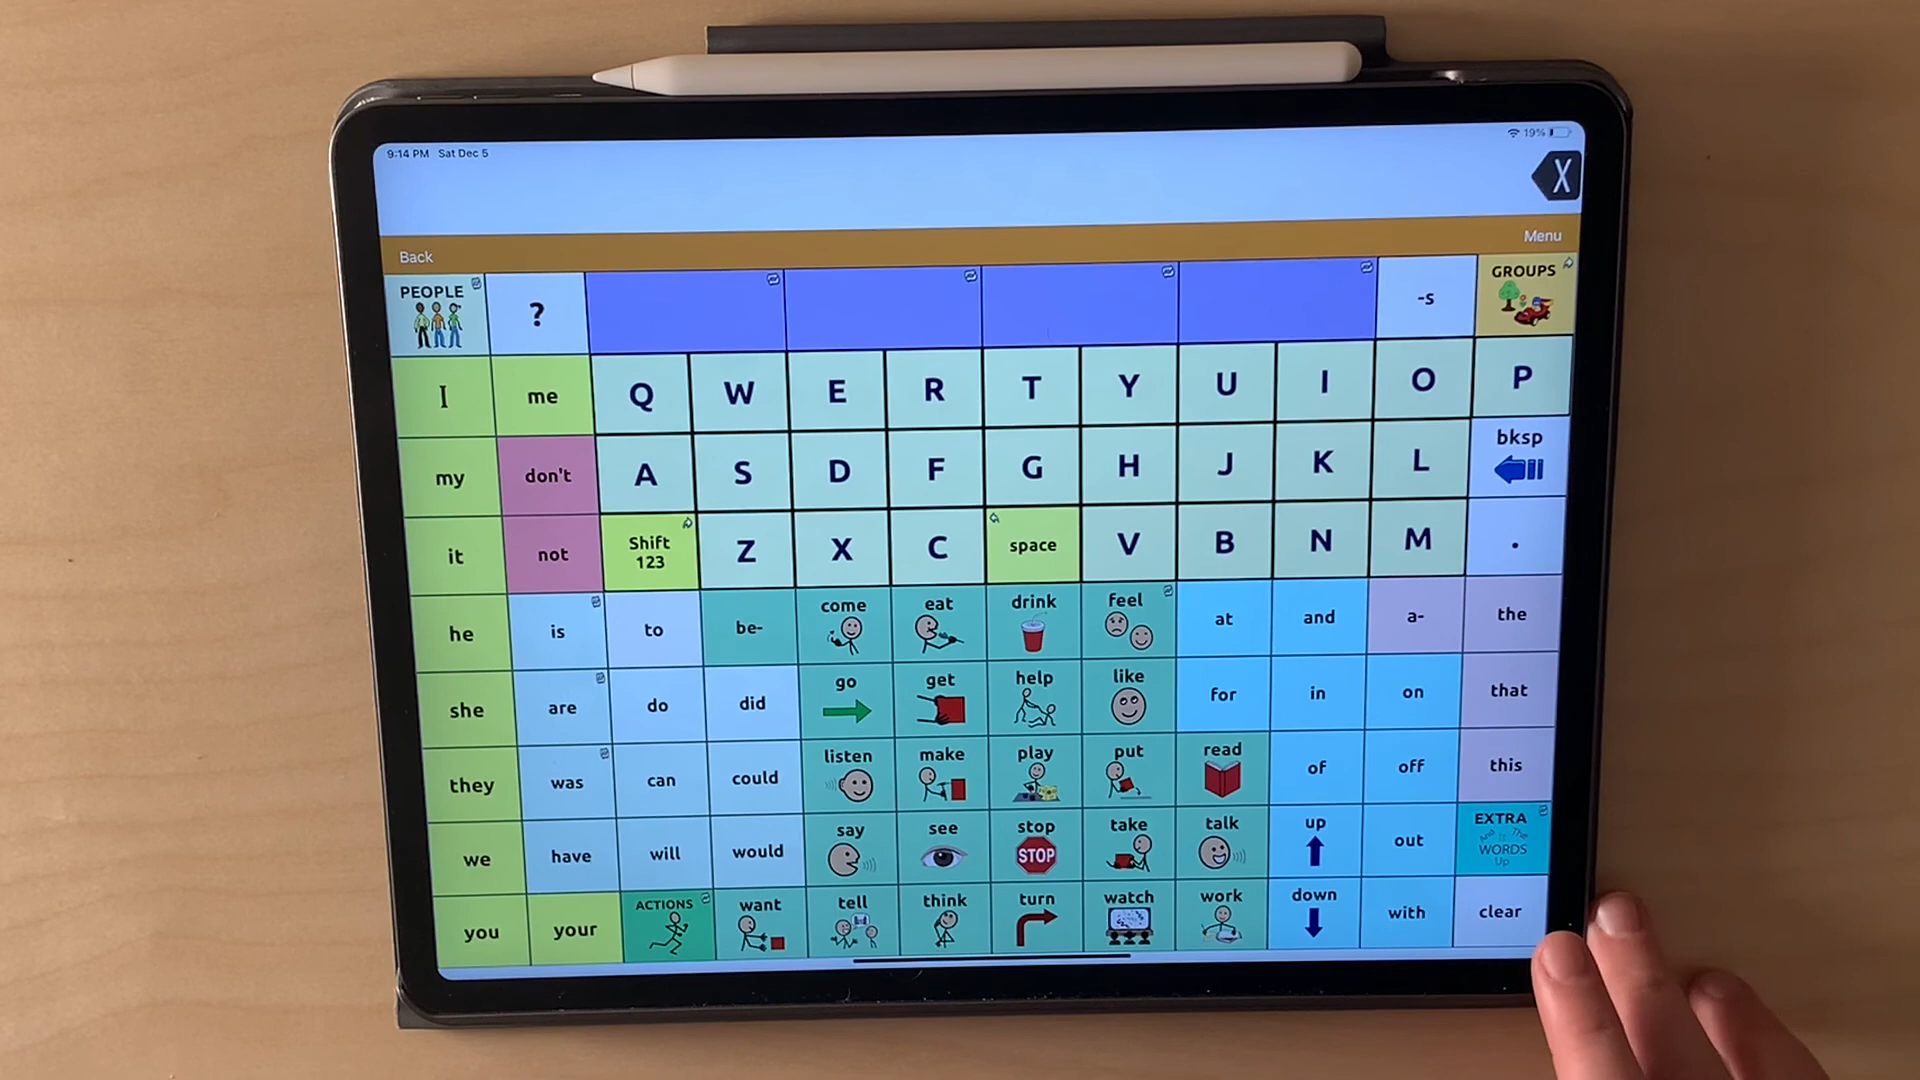 9:14 PM Sat Dec 5
19%
X
Back
Menu
PEOPLE
?
-s
GROUPS
I
me
Q
W
E
R
T
Y
U
I
O
P
my
don't
A
S
D
F
G
H
J
K
L
bksp
it
not
Shift
123
Z
X
C
space
V
B
N
M
.
he
is
to
be-
come
eat
drink
feel
at
and
a-
the
she
are
do
did
go
get
help
like
for
in
on
that
they
was
can
could
listen
make
play
put
read
of
off
this
we
have
will
would
say
see
stop
STOP
take
talk
up
out
EXTRA
And It The
WORDS
Up
you
your
ACTIONS
want
tell
think
turn
watch
work
down
with
clear